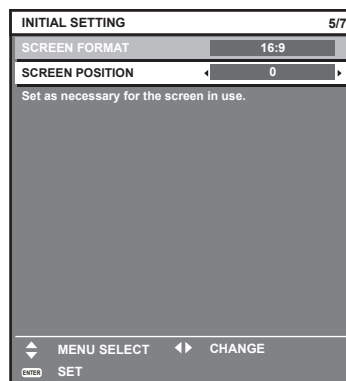 INITIAL SETTING 5/7
SCREEN FORMAT 16:9
SCREEN POSITION 0
Set as necessary for the screen in use.
MENU SELECT CHANGE
ENTER SET